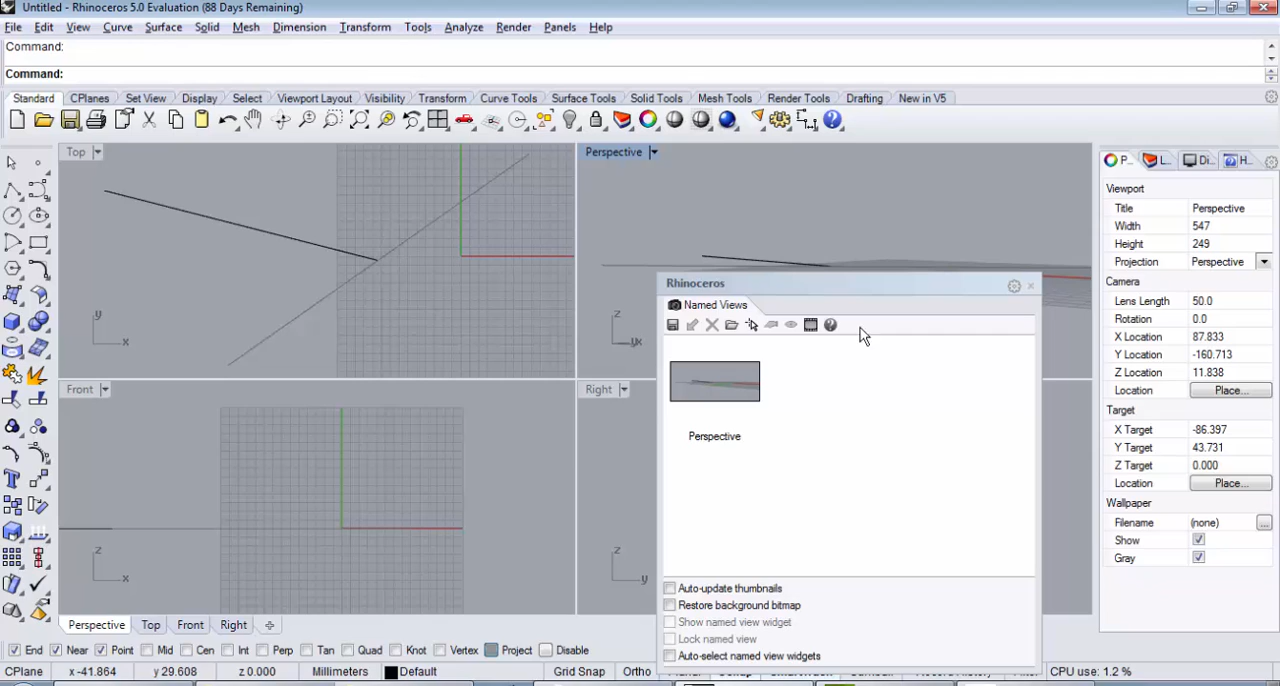 Untitled - Rhinoceros 5.0 Evaluation (88 Days Remaining)
File Edit View Curve Surface Solid Mesh Dimension Transform Tools Analyze Render Panels Help
Command:
Command:
Standard CPlanes Set View Display Select Viewport Layout Visibility Transform Curve Tools Surface Tools Solid Tools Mesh Tools Render Tools Drafting New in V5
Top
Perspective
P... L... Di... H...
Viewport
Title Perspective
Width 547
Height 249
Projection Perspective
Camera
Lens Length 50.0
Rotation 0.0
X Location 87.833
Y Location -160.713
Z Location 11.838
Location Place...
Target
X Target -86.397
Y Target 43.731
Z Target 0.000
Location Place...
Wallpaper
Filename (none) ...
Show
Gray
y
x
z
yx
Rhinoceros
Named Views
Perspective
Auto-update thumbnails
Restore background bitmap
Show named view widget
Lock named view
Auto-select named view widgets
Front
Right
z
x
z
y
Perspective Top Front Right
End Near Point Mid Cen Int Perp Tan Quad Knot Vertex Project Disable
CPlane x -41.864 y 29.608 z 0.000 Millimeters Default Grid Snap Ortho
CPU use: 1.2 %